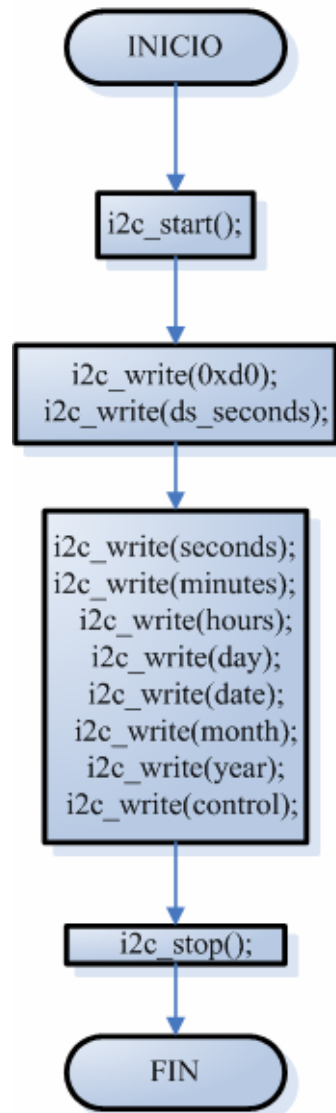 INICIO
i2c_start();
i2c_write(0xd0);
i2c_write(ds_seconds);
i2c_write(seconds);
i2c_write(minutes);
i2c_write(hours);
i2c_write(day);
i2c_write(date);
i2c_write(month);
i2c_write(year);
i2c_write(control);
i2c_stop();
FIN